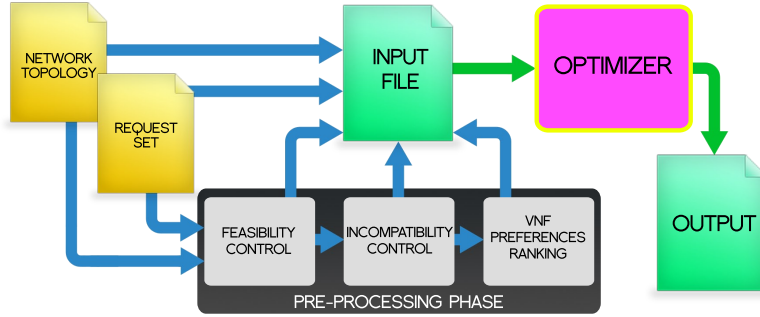 NETWORK
TOPOLOGY
REQUEST
SET
INPUT
FILE
OPTIMIZER
OUTPUT
FEASIBILITY
CONTROL
INCOMPATIBILITY
CONTROL
VNF
PREFERENCES
RANKING
PRE-PROCESSING PHASE